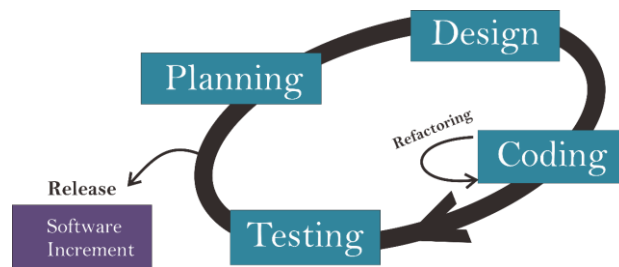 Design
Planning
Refactoring
Coding
Release
Software
Increment
Testing